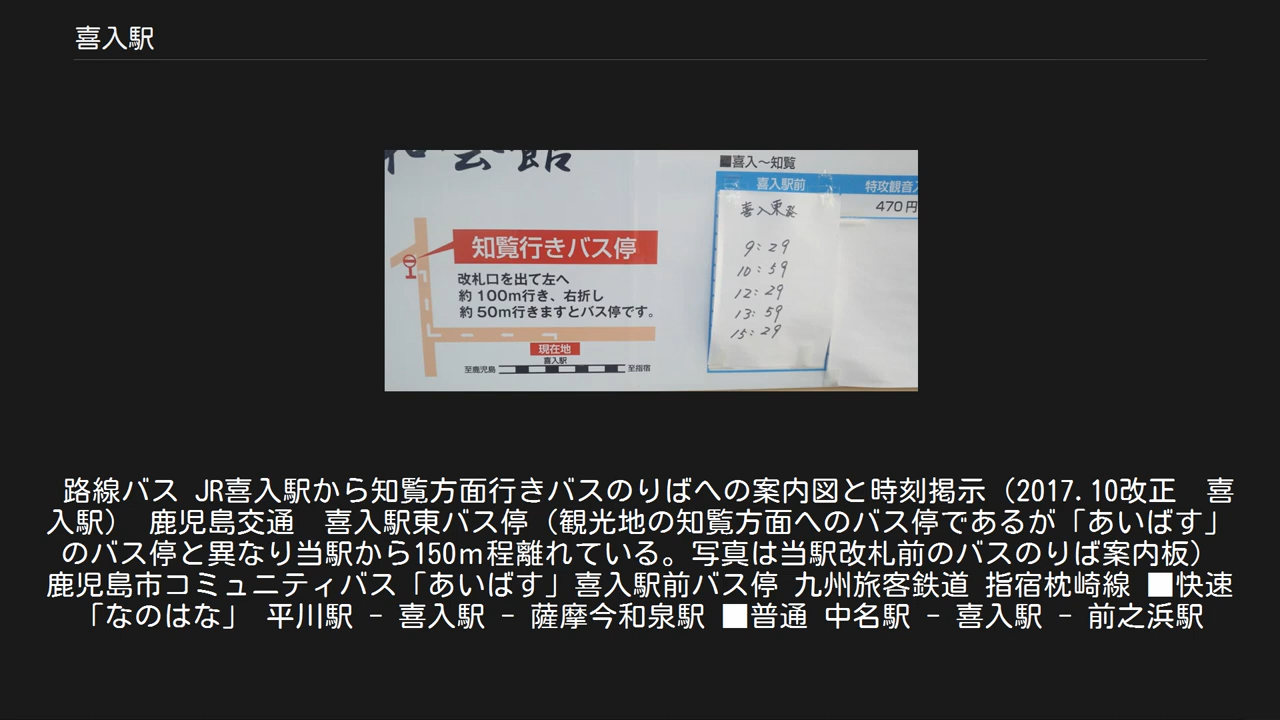 喜入駅
■喜入～知覧
喜入駅前
特攻観音入
470円
喜入東発
9:29
10:59
12:29
13:59
15:29
知覧行きバス停
改札口を出て左へ
約 100m行き、右折し
約 50m行きますとバス停です。
現在地
喜入駅
至鹿児島
至指宿
路線バス JR喜入駅から知覧方面行きバスのりばへの案内図と時刻掲示（2017.10改正　喜
入駅） 鹿児島交通　喜入駅東バス停（観光地の知覧方面へのバス停であるが「あいばす」
のバス停と異なり当駅から150ｍ程離れている。写真は当駅改札前のバスのりば案内板）
鹿児島市コミュニティバス「あいばす」喜入駅前バス停 九州旅客鉄道 指宿枕崎線 ■快速
「なのはな」 平川駅 - 喜入駅 - 薩摩今和泉駅 ■普通 中名駅 - 喜入駅 - 前之浜駅